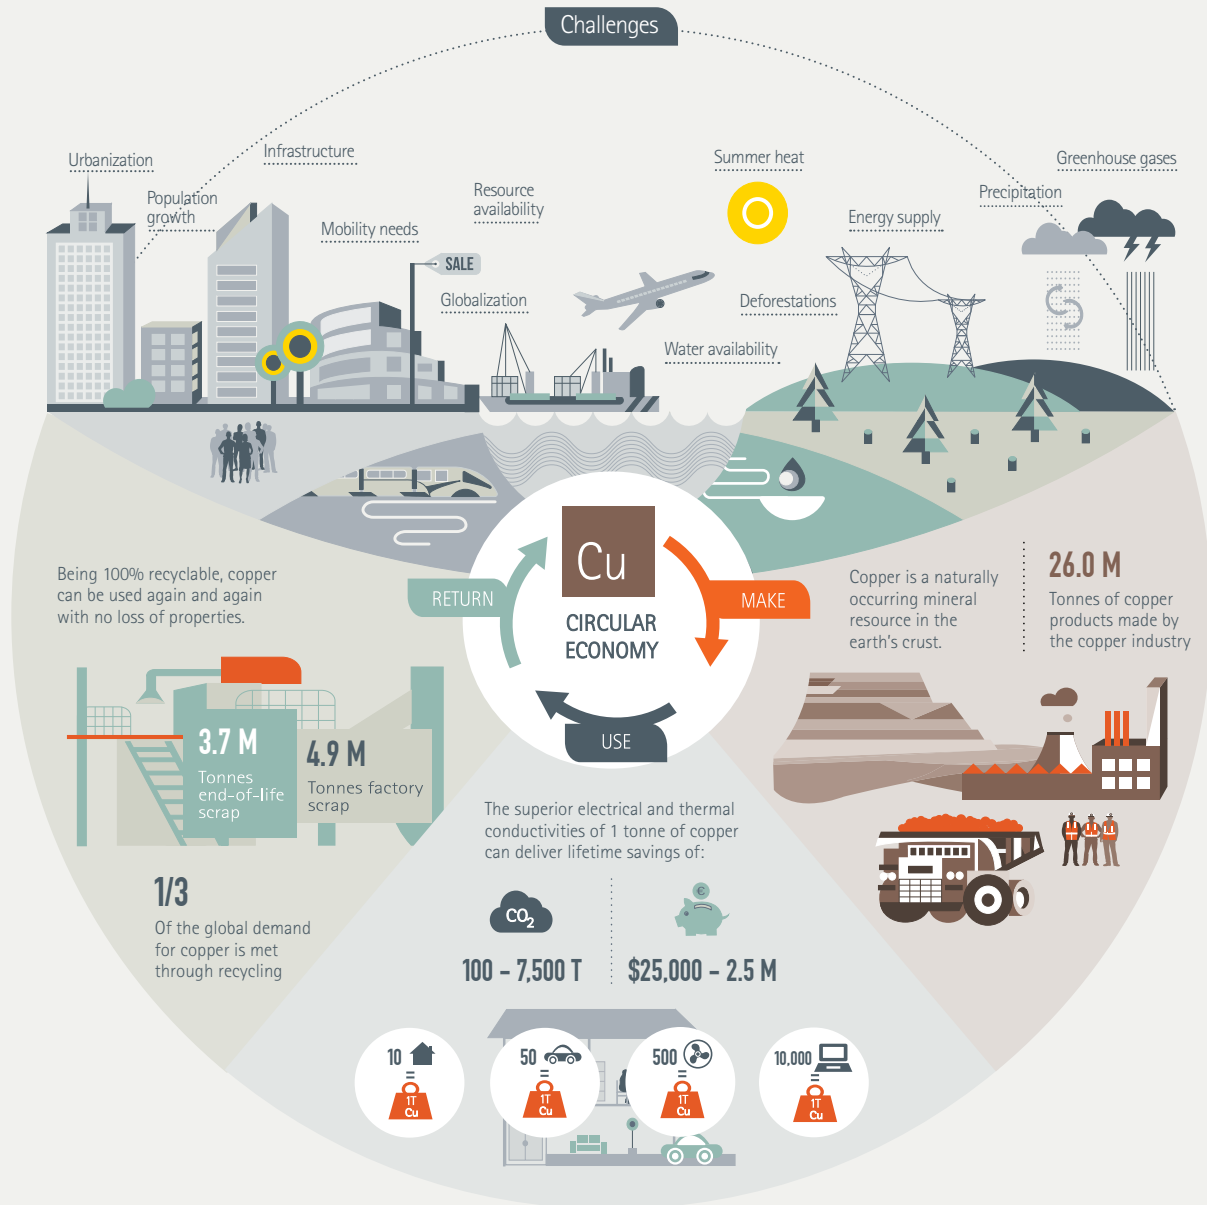 Challenges
Urbanization
Infrastructure
Population
growth
Mobility needs
SALE
Resource
availability
Globalization
Summer heat
Energy supply
Deforestations
Water availability
Precipitation
Greenhouse gases
Cu
CIRCULAR
ECONOMY
RETURN
MAKE
USE
Being 100% recyclable, copper
can be used again and again
with no loss of properties.
3.7 M
Tonnes
end-of-life
scrap
4.9 M
Tonnes factory
scrap
1/3
Of the global demand
for copper is met
through recycling
Copper is a naturally
occurring mineral
resource in the
earth's crust.
26.0 M
Tonnes of copper
products made by
the copper industry
The superior electrical and thermal
conductivities of 1 tonne of copper
can deliver lifetime savings of:
CO2
€
100 – 7,500 T
$25,000 – 2.5 M
10
=
1T
Cu
50
=
1T
Cu
500
=
1T
Cu
10,000
=
1T
Cu